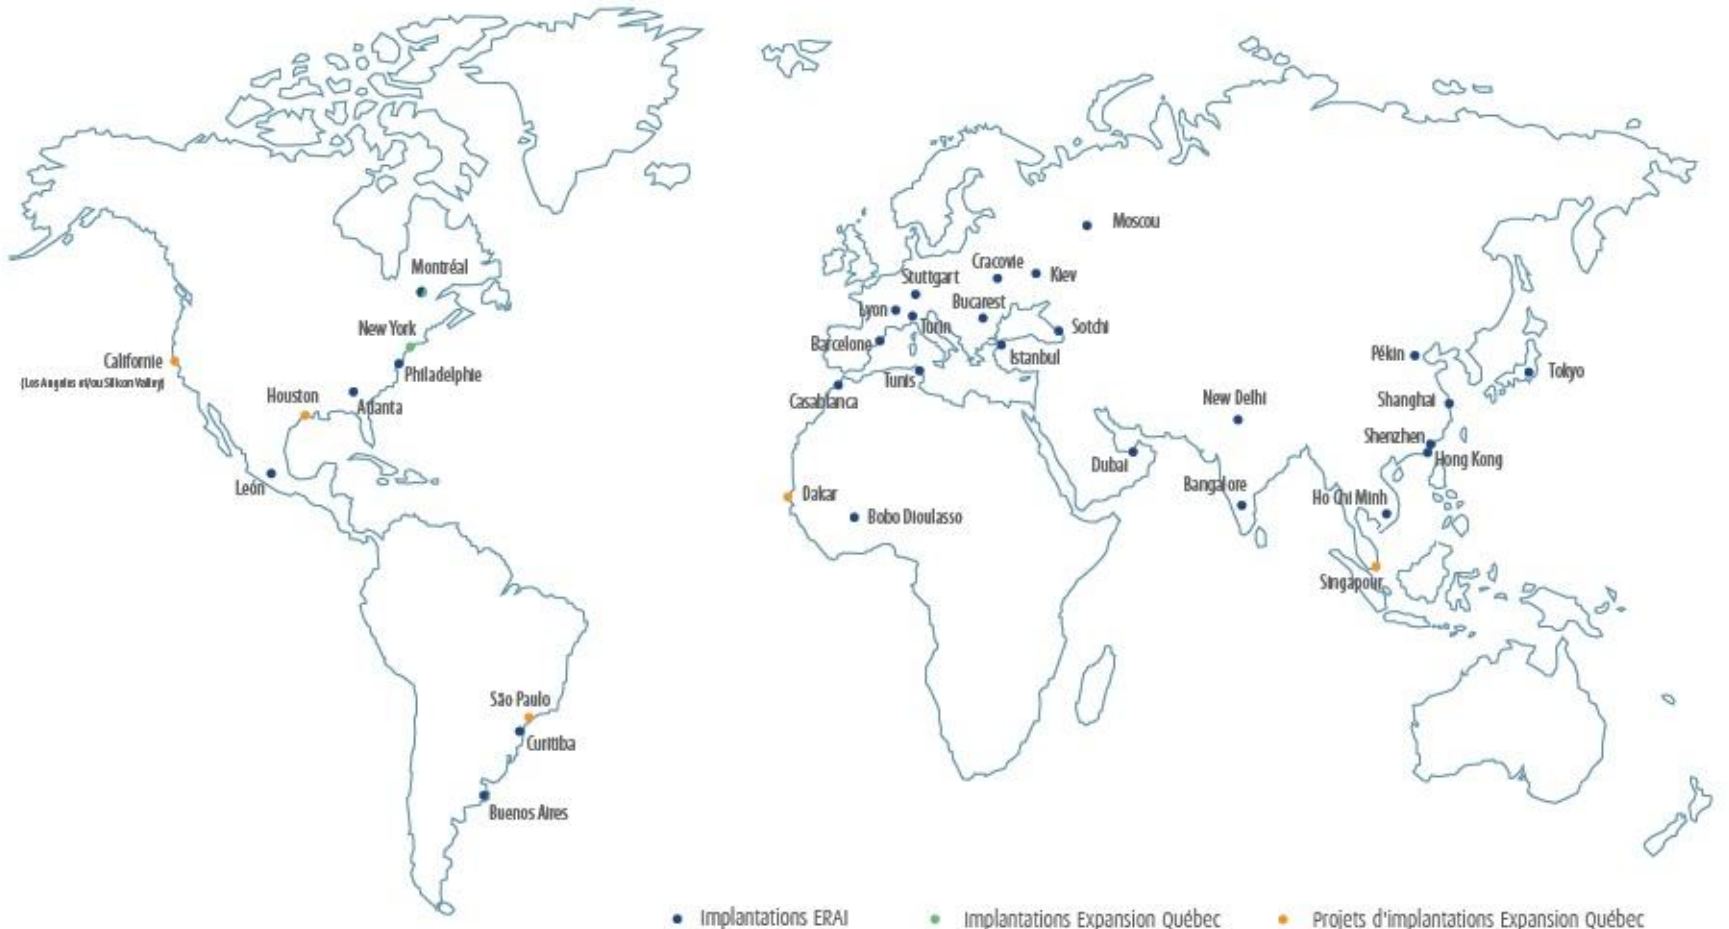 Montréal
New York
Californie
(Los Angeles et/ou Silicon Valley)
Philadelphie
Houston
Atlanta
León
São Paulo
Curitiba
Buenos Aires
Moscou
Cracovie
Kiev
Stuttgart
Bucarest
Lyon
Turin
Sotchi
Barcelone
Istanbul
Tunis
Casablanca
Dakar
Bobo Dioulasso
Dubaï
New Delhi
Bangalore
Pékin
Tokyo
Shanghai
Shenzhen
Hong Kong
Ho Chi Minh
Singapour
Implantations ERAI
Implantations Expansion Québec
Projets d'implantations Expansion Québec